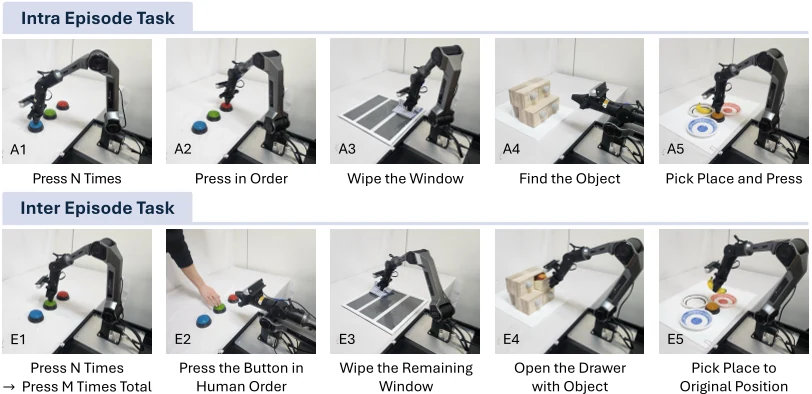 Intra Episode Task
A1
A2
A3
A4
A5
Press N Times
Press in Order
Wipe the Window
Find the Object
Pick Place and Press
Inter Episode Task
E1
E2
E3
E4
E5
Press N Times
→ Press M Times Total
Press the Button in
Human Order
Wipe the Remaining
Window
Open the Drawer
with Object
Pick Place to
Original Position